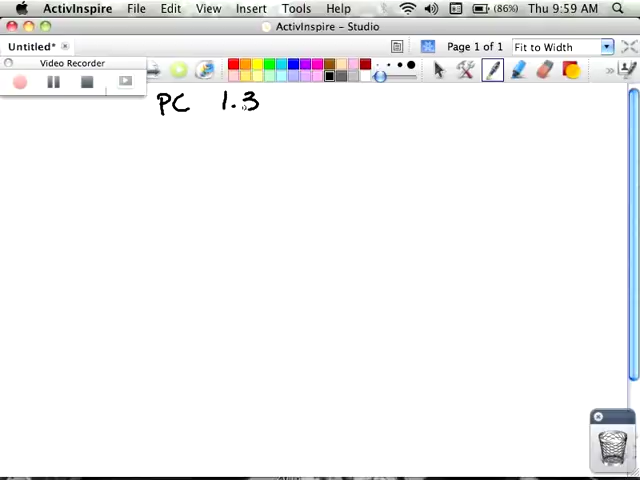 ActivInspire File Edit View Insert Tools Help (86%) Thu 9:59 AM
ActivInspire – Studio
Untitled* Page 1 of 1 Fit to Width
Video Recorder
PC 1.3